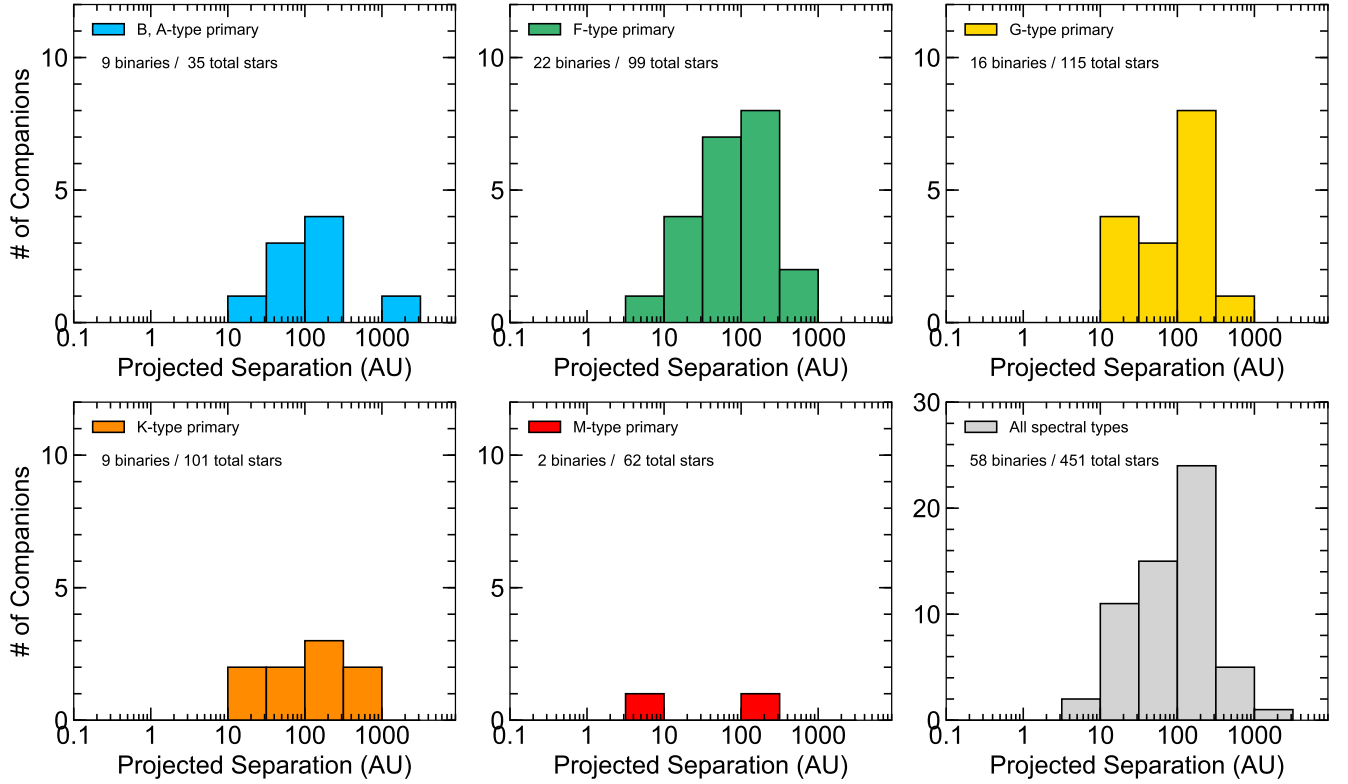 B, A-type primary
9 binaries /  35 total stars
# of Companions
10
5
0
0.1 1 10 100 1000
Projected Separation (AU)
F-type primary
22 binaries /  99 total stars
10
5
0
0.1 1 10 100 1000
Projected Separation (AU)
G-type primary
16 binaries / 115 total stars
10
5
0
0.1 1 10 100 1000
Projected Separation (AU)
K-type primary
9 binaries / 101 total stars
# of Companions
10
5
0
0.1 1 10 100 1000
Projected Separation (AU)
M-type primary
2 binaries /  62 total stars
10
5
0
0.1 1 10 100 1000
Projected Separation (AU)
30
All spectral types
58 binaries / 451 total stars
20
10
0
0.1 1 10 100 1000
Projected Separation (AU)